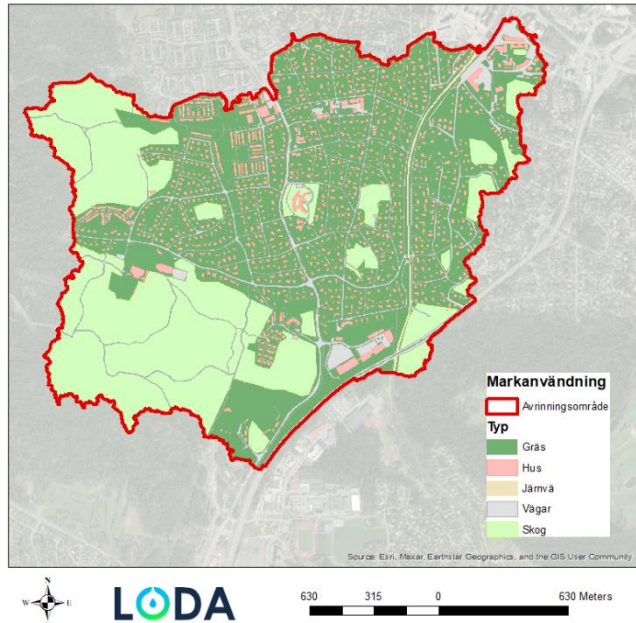 Markanvändning
Avrinningsområde
Typ
Gräs
Hus
Järnvä
Vägar
Skog
Source: Esri, Maxar, Earthstar Geographics, and the GIS User Community
N
W E
S
LODA
630 315 0 630 Meters